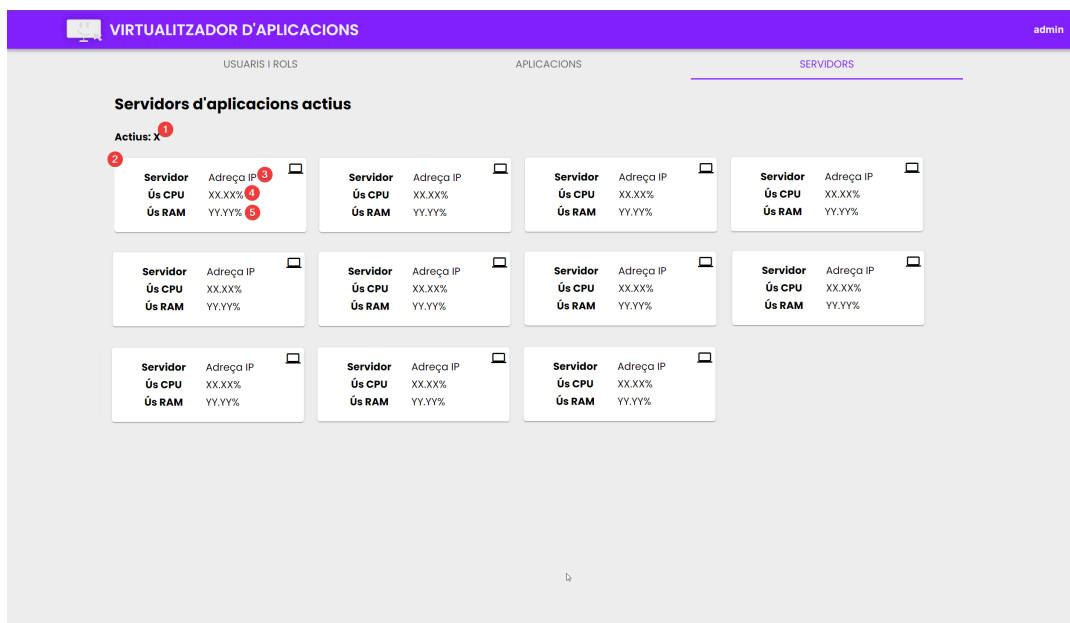 VIRTUALITZADOR D'APLICACIONS admin
USUARIS I ROLS APLICACIONS SERVIDORS
Servidors d'aplicacions actius
Actius: X 1
2
Servidor Adreça IP 3 Servidor Adreça IP Servidor Adreça IP Servidor Adreça IP
Ús CPU XX.XX% 4 Ús CPU XX.XX% Ús CPU XX.XX% Ús CPU XX.XX%
Ús RAM YY.YY% 5 Ús RAM YY.YY% Ús RAM YY.YY% Ús RAM YY.YY%
Servidor Adreça IP Servidor Adreça IP Servidor Adreça IP Servidor Adreça IP
Ús CPU XX.XX% Ús CPU XX.XX% Ús CPU XX.XX% Ús CPU XX.XX%
Ús RAM YY.YY% Ús RAM YY.YY% Ús RAM YY.YY% Ús RAM YY.YY%
Servidor Adreça IP Servidor Adreça IP Servidor Adreça IP
Ús CPU XX.XX% Ús CPU XX.XX% Ús CPU XX.XX%
Ús RAM YY.YY% Ús RAM YY.YY% Ús RAM YY.YY%